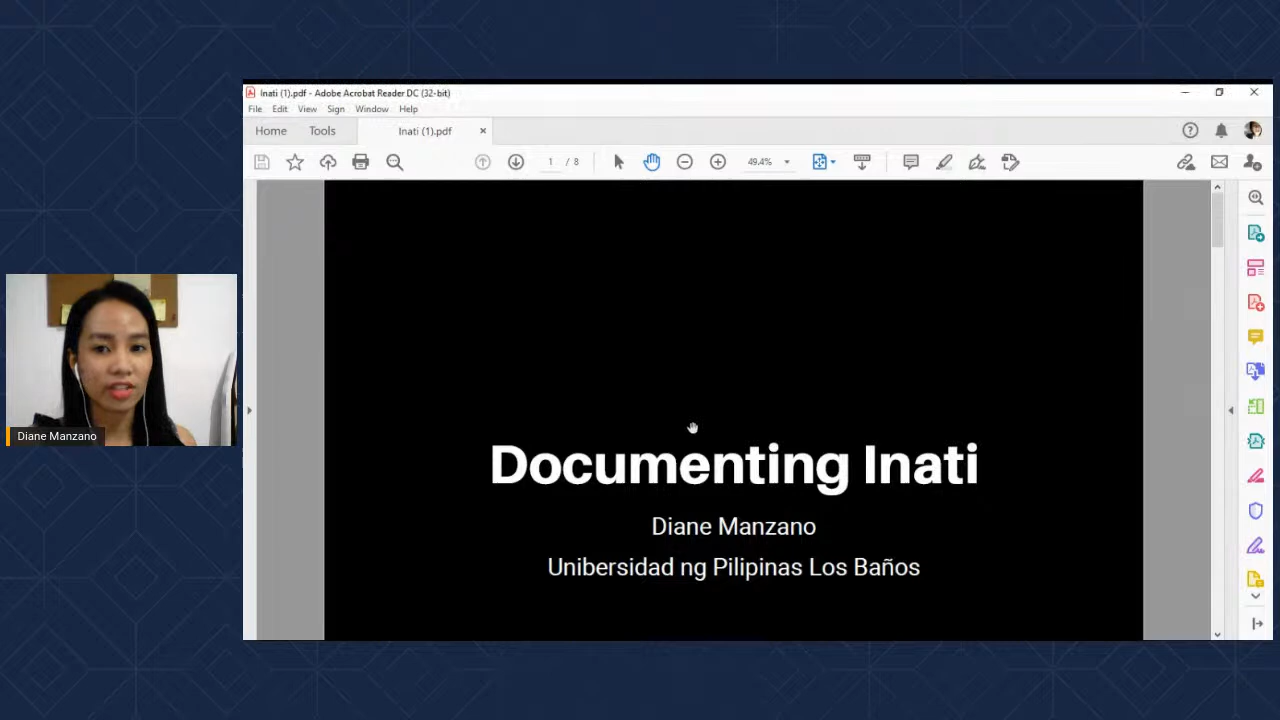 Inati (1).pdf - Adobe Acrobat Reader DC (32-bit)
File Edit View Sign Window Help
Home Tools Inati (1).pdf
1 / 8 49.4%
Documenting Inati
Diane Manzano
Unibersidad ng Pilipinas Los Baños
Diane Manzano